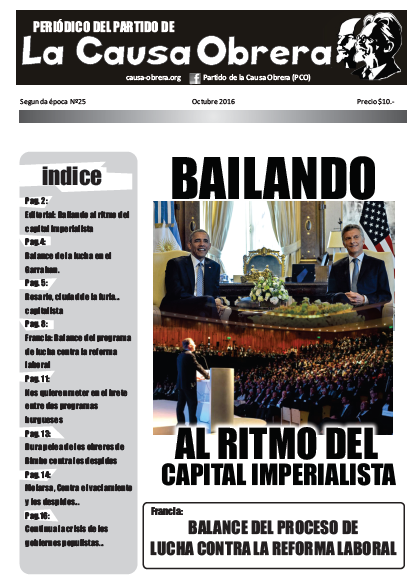 PERIÓDICO DEL PARTIDO DE
La Causa Obrera
causa-obrera.org
Partido de la Causa Obrera (PCO)
Segunda época Nº25
Octubre 2016
Precio $10.-
indice
Pag. 2:
Editorial: Bailando al ritmo del
capital imperialista
Pag.4:
Balance de la lucha en el
Garrahan.
Pag. 5:
Rosario, ciudad de la furia...
capitalista
Pag. 8:
Francia: Balance del programa
de lucha contra la reforma
laboral
Pag. 11:
Nos quieren meter en el brete
entre dos programas
burgueses
Pag. 13:
Dura pelea de los obreros de
Bimbo contra los despidos
Pag. 14:
Molarsa, Contra el vaciamiento
y los despidos...
Pag.16:
Continua la crisis de los
gobiernos populistas...
BAILANDO
AL RITMO DEL
CAPITAL IMPERIALISTA
Francia:
BALANCE DEL PROCESO DE
LUCHA CONTRA LA REFORMA LABORAL